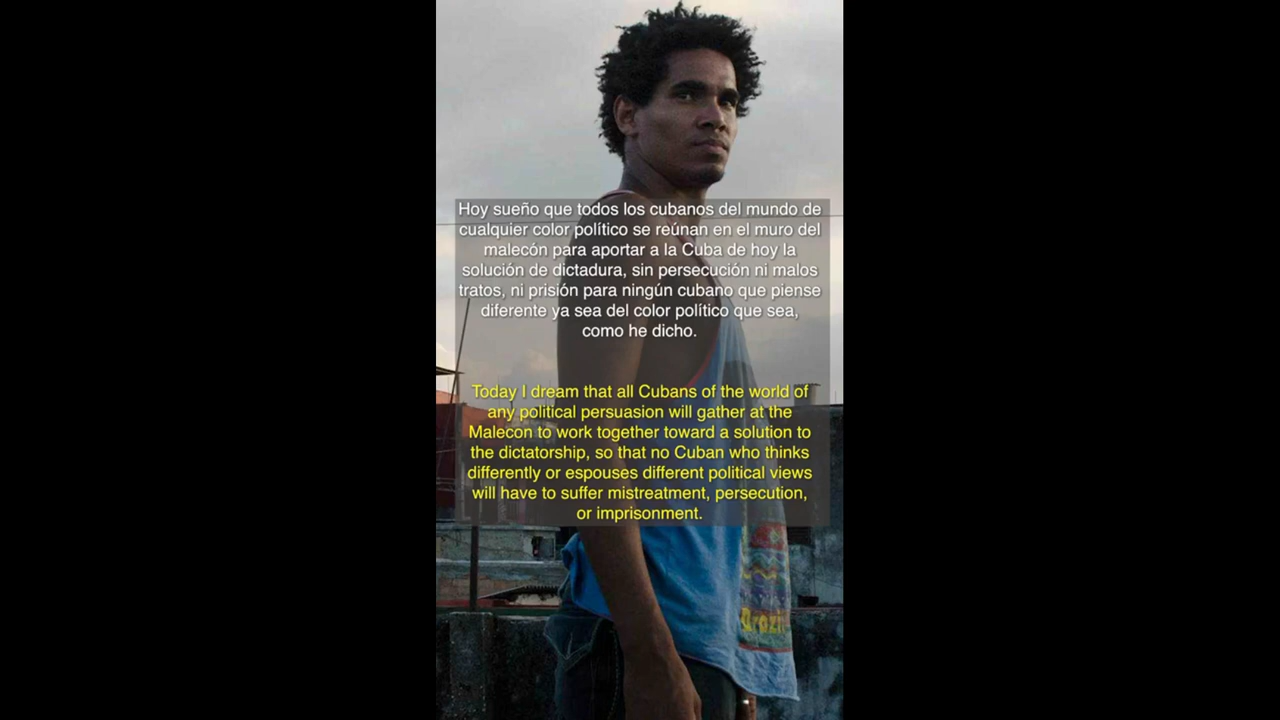 Hoy sueño que todos los cubanos del mundo de
cualquier color político se reúnan en el muro del
malecón para aportar a la Cuba de hoy la
solución de dictadura, sin persecución ni malos
tratos, ni prisión para ningún cubano que piense
diferente ya sea del color político que sea,
como he dicho.
Today I dream that all Cubans of the world of
any political persuasion will gather at the
Malecon to work together toward a solution to
the dictatorship, so that no Cuban who thinks
differently or espouses different political views
will have to suffer mistreatment, persecution,
or imprisonment.
Brazil